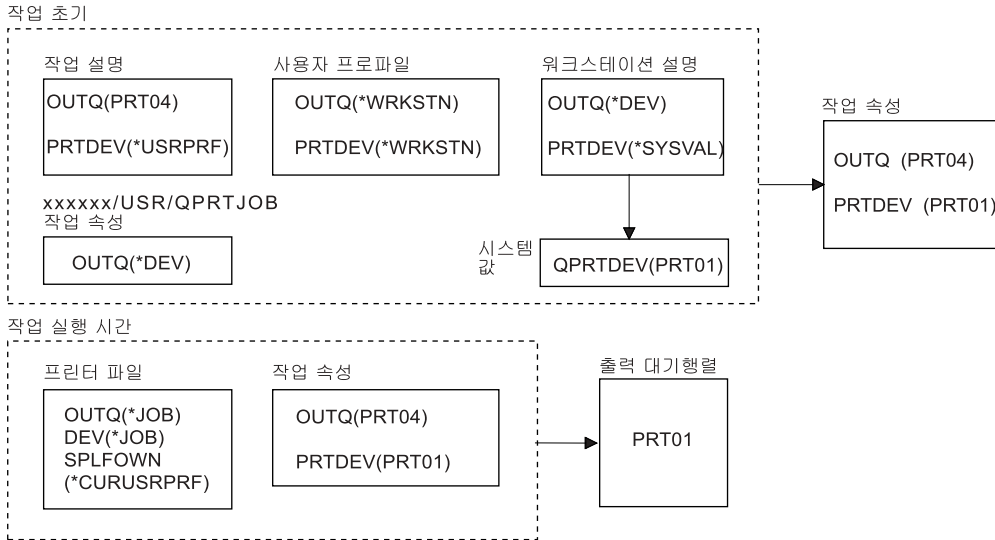 작업 초기
작업 설명
OUTQ(PRT04)
PRTDEV(*USRPRF)
사용자 프로파일
OUTQ(*WRKSTN)
PRTDEV(*WRKSTN)
워크스테이션 설명
OUTQ(*DEV)
PRTDEV(*SYSVAL)
작업 속성
OUTQ (PRT04)
PRTDEV (PRT01)
xxxxxx/USR/QPRTJOB
작업 속성
OUTQ(*DEV)
시스템
값
QPRTDEV(PRT01)
작업 실행 시간
프린터 파일
OUTQ(*JOB)
DEV(*JOB)
SPLFOWN
(*CURUSRPRF)
작업 속성
OUTQ(PRT04)
PRTDEV(PRT01)
출력 대기행렬
PRT01